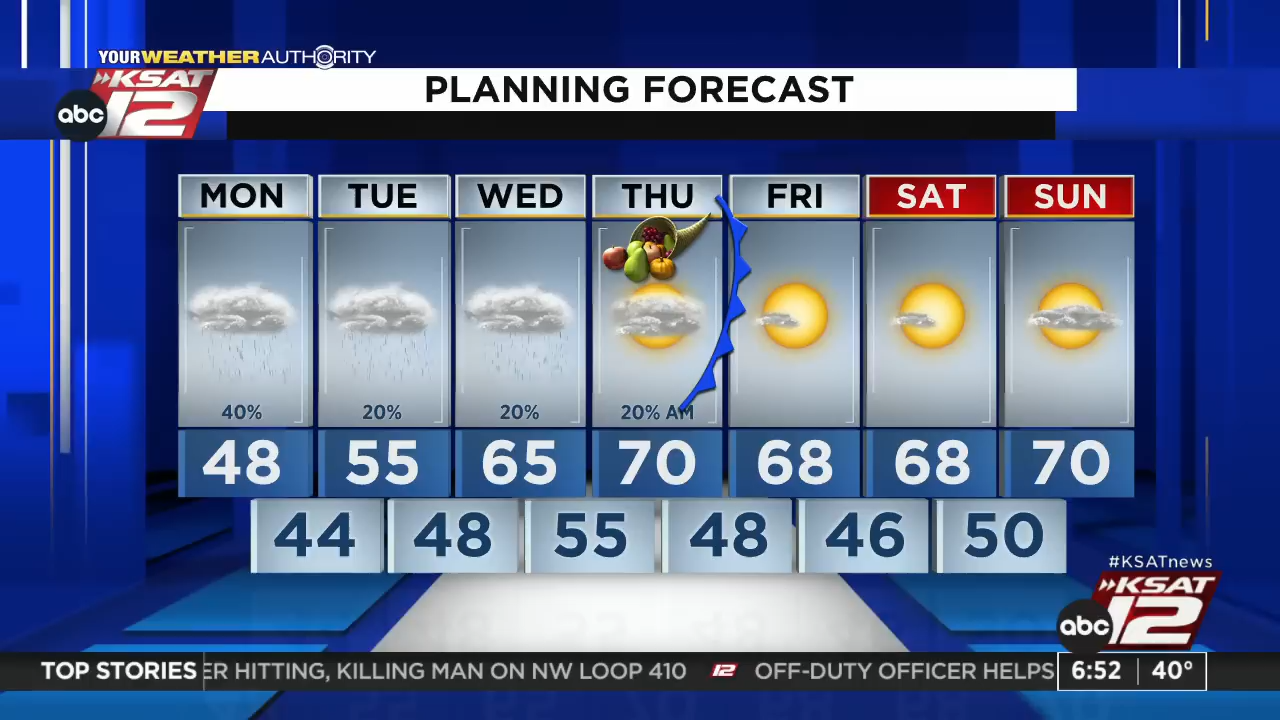 YOURWEATHERAUTHORITY
KSAT
abc 12
PLANNING FORECAST
MON TUE WED THU FRI SAT SUN
40% 20% 20% 20% AM
48 55 65 70 68 68 70
44 48 55 48 46 50
#KSATnews
KSAT
abc 12
TOP STORIES ER HITTING, KILLING MAN ON NW LOOP 410 12 OFF-DUTY OFFICER HELPS 6:52 40°